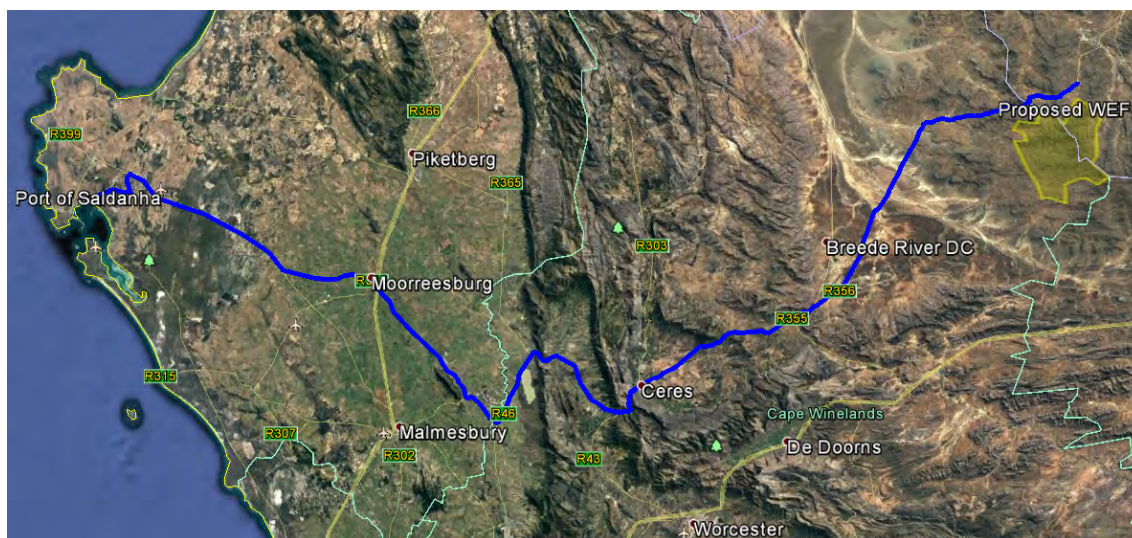 R366
Proposed WEF
R399
Piketberg
R365
Port of Saldanha
R303
Breede River DC
Moorreesburg
R356
R355
R315
Ceres
R46
Cape Winelands
R307
Malmesbury
De Doorns
R302
R43
Worcester